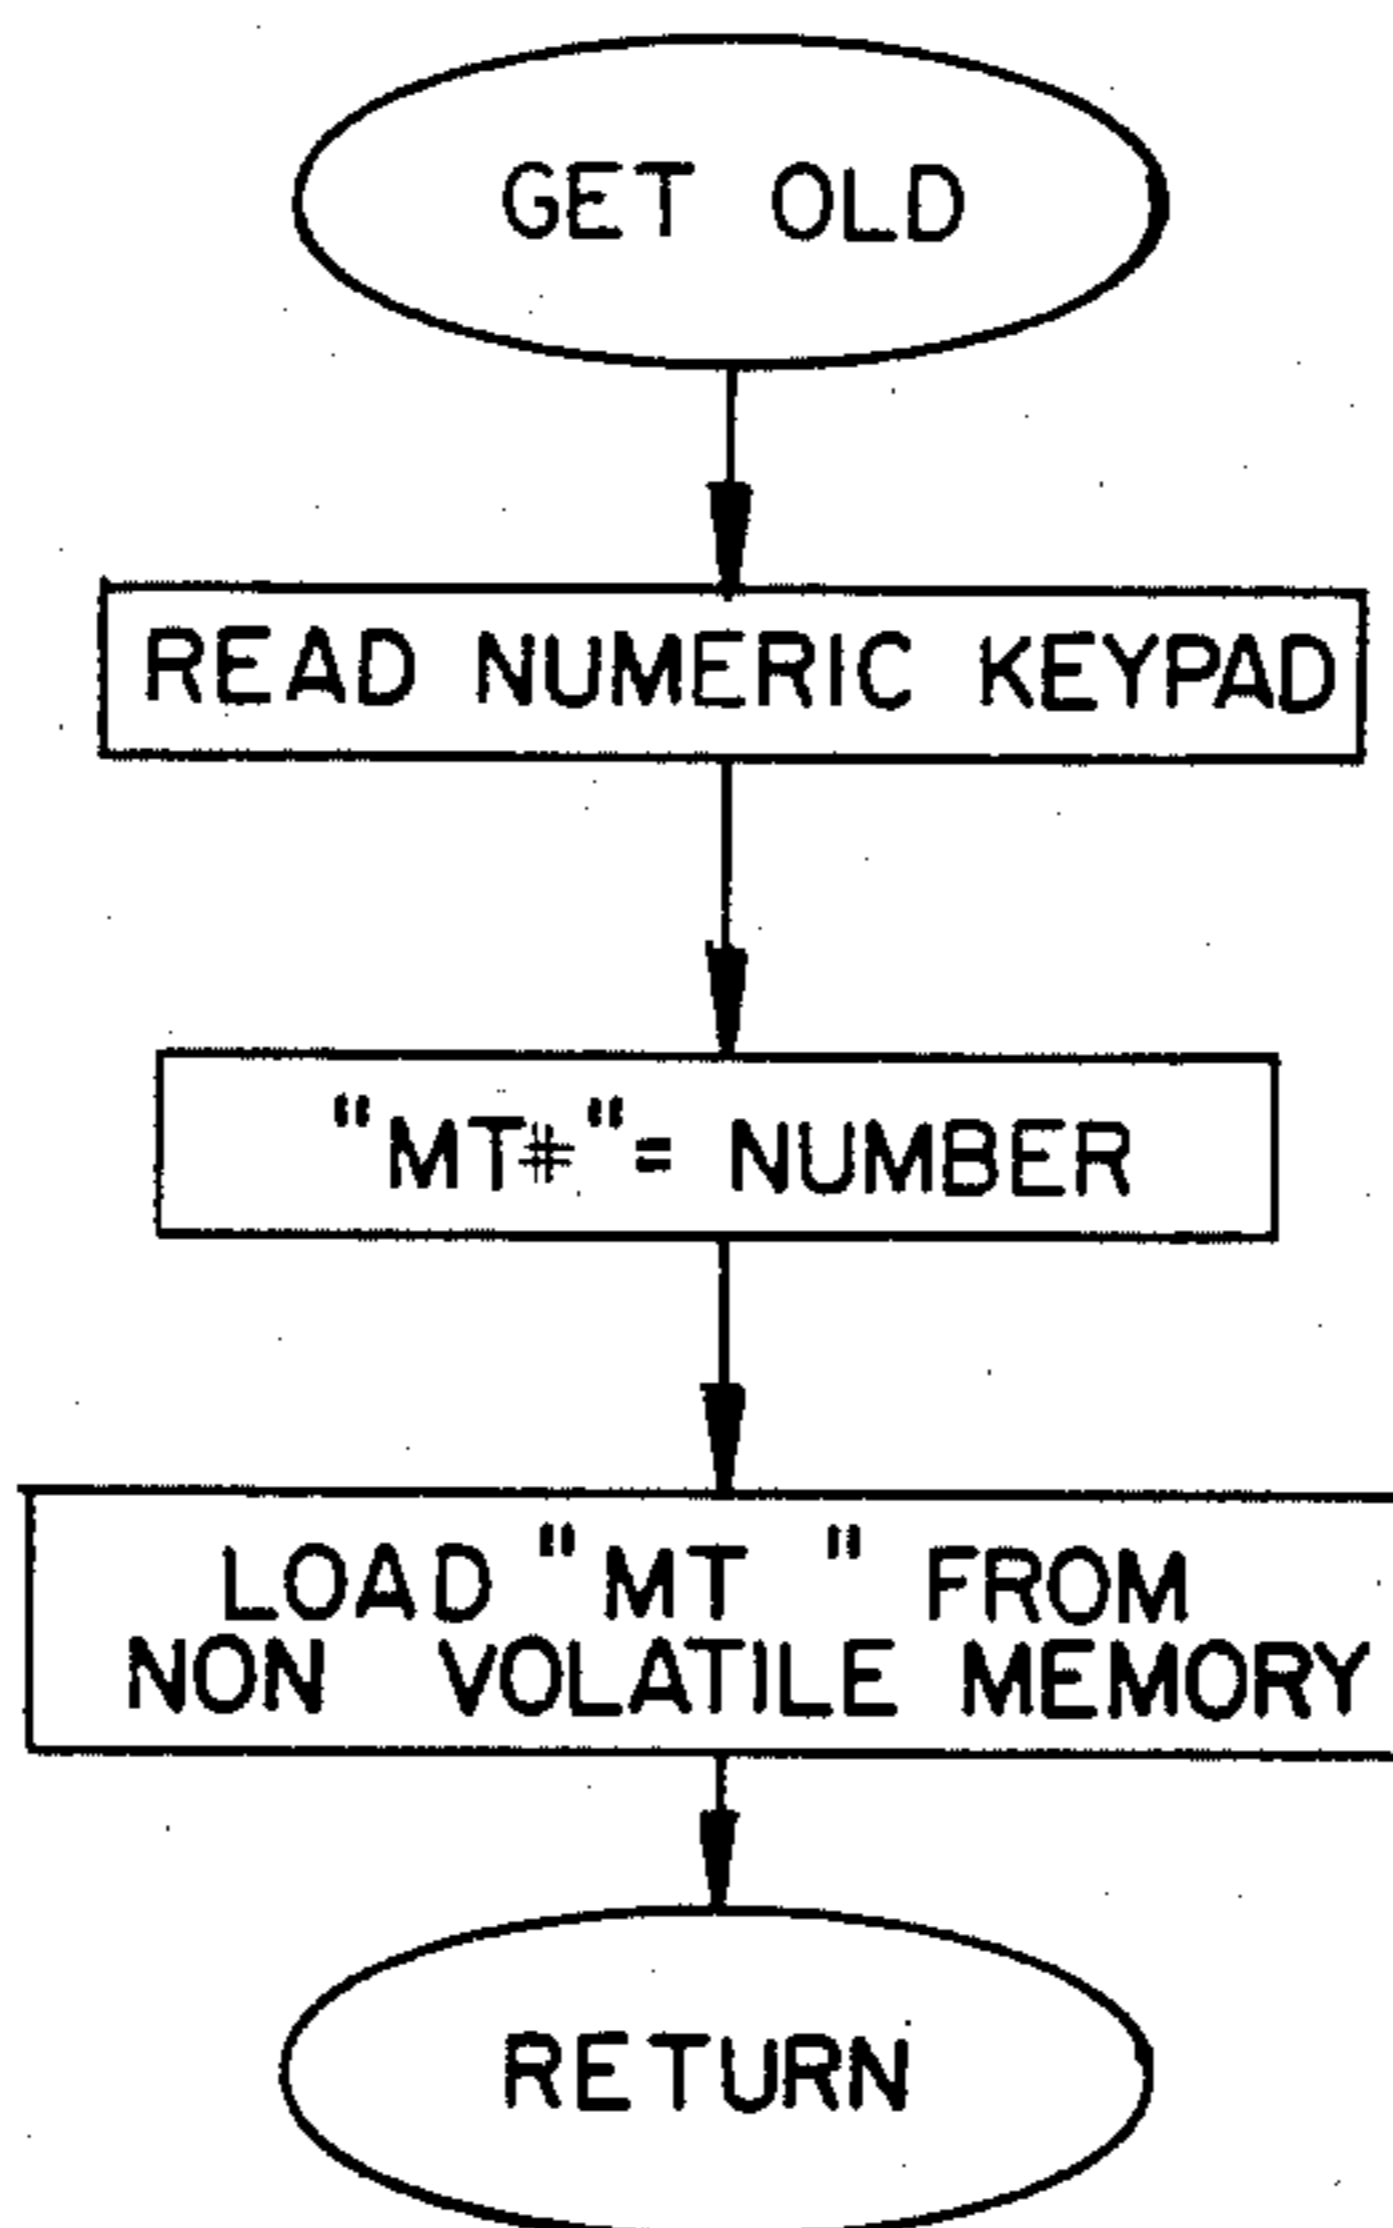 GET OLD
READ NUMERIC KEYPAD
"MT#"= NUMBER
LOAD "MT " FROM
NON VOLATILE MEMORY
RETURN